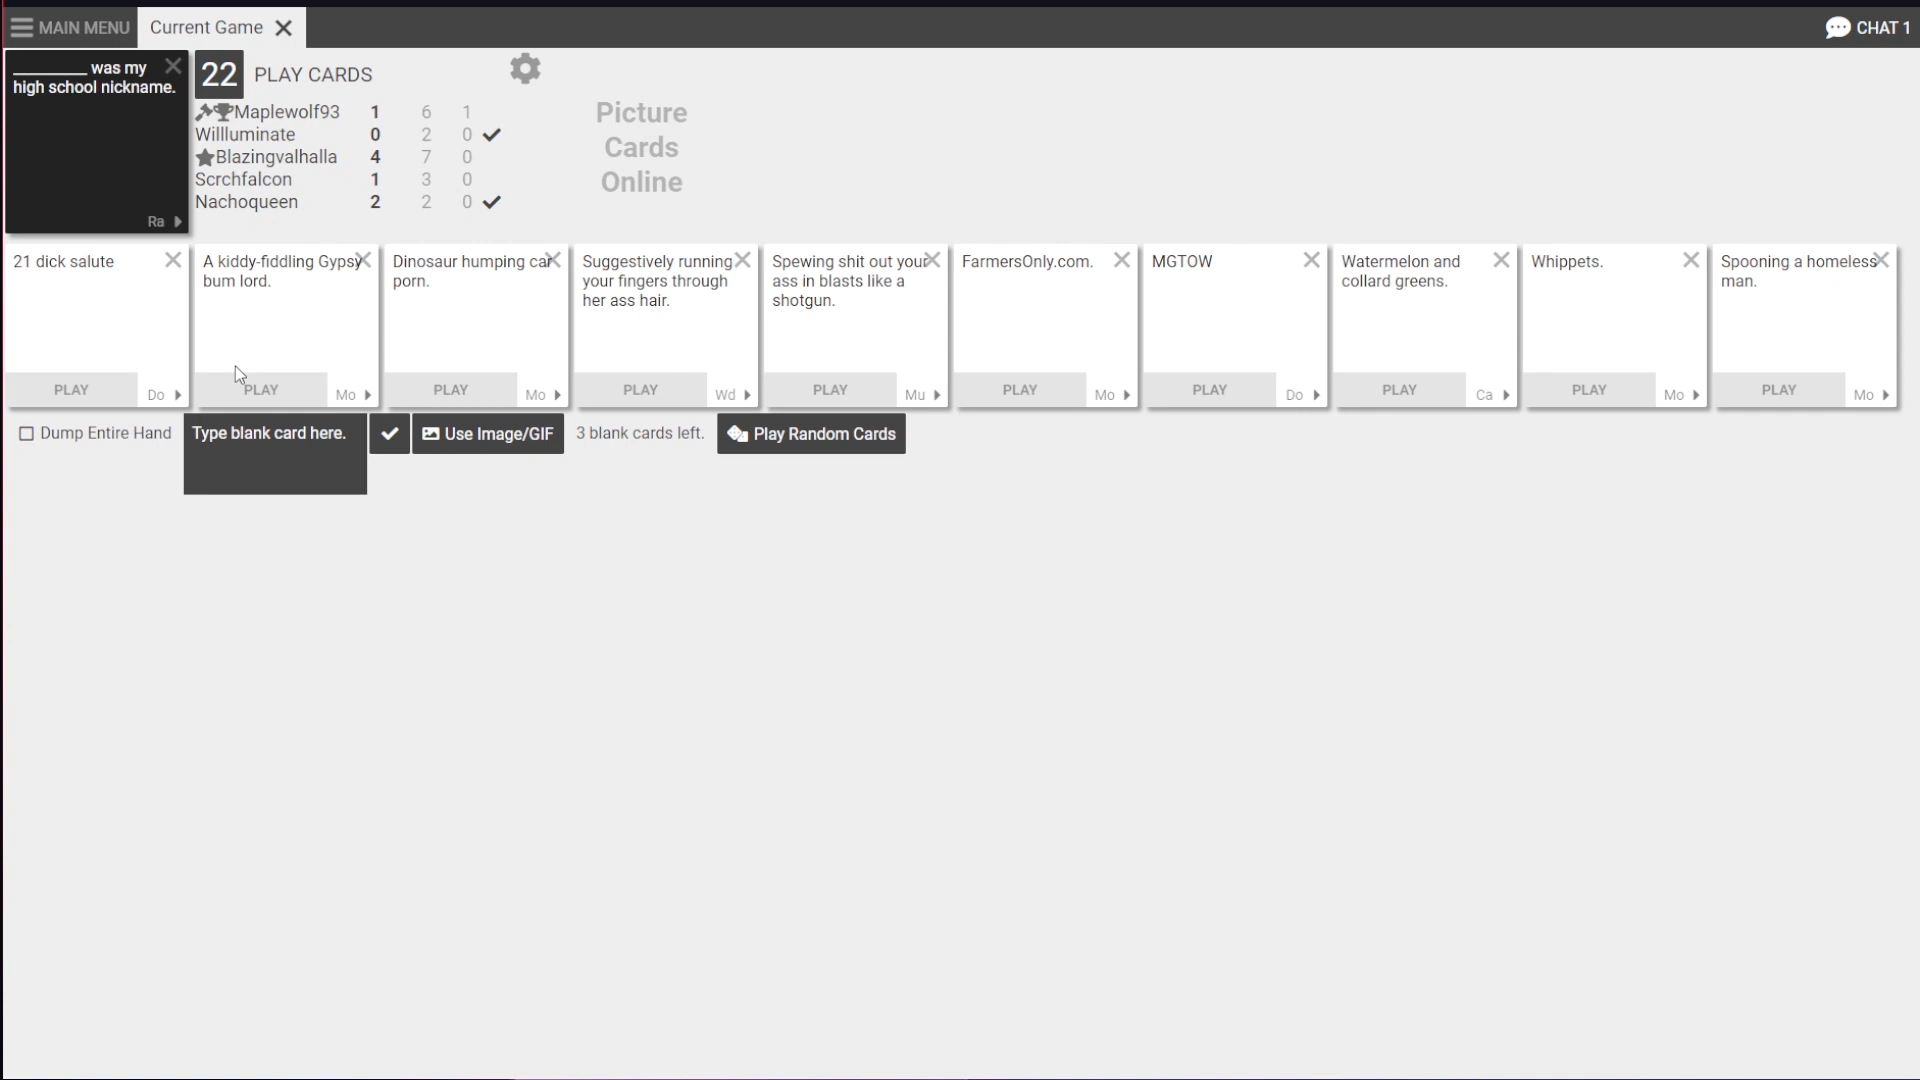 MAIN MENU
Current Game
CHAT 1
_______ was my
high school nickname.
Ra
22 PLAY CARDS
Maplewolf93 1 6 1
Willluminate 0 2 0
Blazingvalhalla 4 7 0
Scrchfalcon 1 3 0
Nachoqueen 2 2 0
Picture
Cards
Online
21 dick salute
PLAY
Do
A kiddy-fiddling Gypsy
bum lord.
PLAY
Mo
Dinosaur humping car
porn.
PLAY
Mo
Suggestively running
your fingers through
her ass hair.
PLAY
Wd
Spewing shit out your
ass in blasts like a
shotgun.
PLAY
Mu
FarmersOnly.com.
PLAY
Mo
MGTOW
PLAY
Do
Watermelon and
collard greens.
PLAY
Ca
Whippets.
PLAY
Mo
Spooning a homeless
man.
PLAY
Mo
Dump Entire Hand
Type blank card here.
Use Image/GIF
3 blank cards left.
Play Random Cards